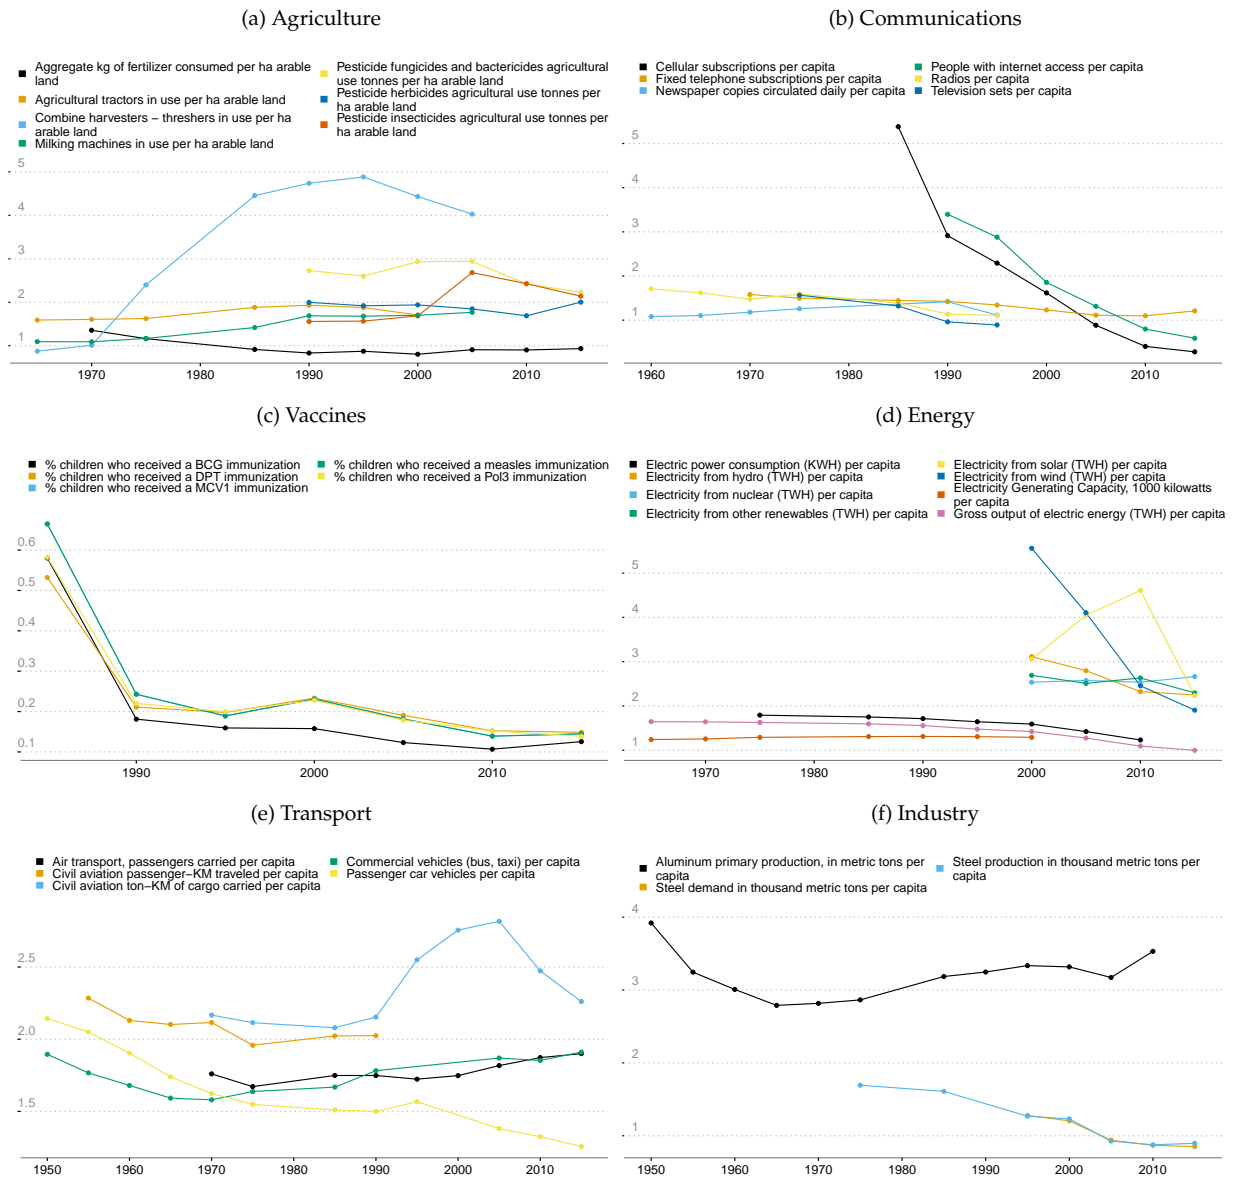 (a) Agriculture
Aggregate kg of fertilizer consumed per ha arable
land
Agricultural tractors in use per ha arable land
Combine harvesters − threshers in use per ha
arable land
Milking machines in use per ha arable land
Pesticide fungicides and bactericides agricultural
use tonnes per ha arable land
Pesticide herbicides agricultural use tonnes per
ha arable land
Pesticide insecticides agricultural use tonnes per
ha arable land
5
4
3
2
1
1970 1980 1990 2000 2010
(b) Communications
Cellular subscriptions per capita
Fixed telephone subscriptions per capita
Newspaper copies circulated daily per capita
People with internet access per capita
Radios per capita
Television sets per capita
5
4
3
2
1
1960 1970 1980 1990 2000 2010
(c) Vaccines
% children who received a BCG immunization
% children who received a DPT immunization
% children who received a MCV1 immunization
% children who received a measles immunization
% children who received a Pol3 immunization
0.6
0.5
0.4
0.3
0.2
0.1
1990 2000 2010
(d) Energy
Electric power consumption (KWH) per capita
Electricity from hydro (TWH) per capita
Electricity from nuclear (TWH) per capita
Electricity from other renewables (TWH) per capita
Electricity from solar (TWH) per capita
Electricity from wind (TWH) per capita
Electricity Generating Capacity, 1000 kilowatts
per capita
Gross output of electric energy (TWH) per capita
5
4
3
2
1
1970 1980 1990 2000 2010
(e) Transport
Air transport, passengers carried per capita
Civil aviation passenger−KM traveled per capita
Civil aviation ton−KM of cargo carried per capita
Commercial vehicles (bus, taxi) per capita
Passenger car vehicles per capita
2.5
2.0
1.5
1950 1960 1970 1980 1990 2000 2010
(f) Industry
Aluminum primary production, in metric tons per
capita
Steel demand in thousand metric tons per capita
Steel production in thousand metric tons per
capita
4
3
2
1
1950 1960 1970 1980 1990 2000 2010